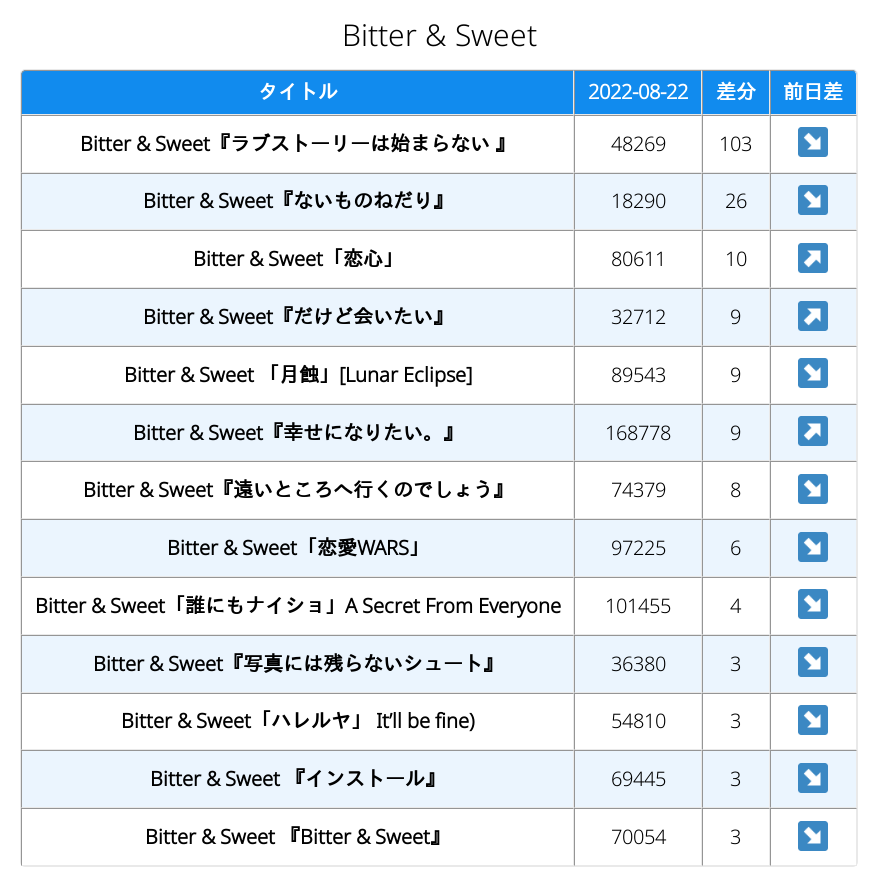 Bitter & Sweet
タイトル 2022-08-22 差分 前日差
Bitter & Sweet『ラブストーリーは始まらない 』 48269 103 ↘
Bitter & Sweet『ないものねだり』 18290 26 ↘
Bitter & Sweet「恋心」 80611 10 ↗
Bitter & Sweet『だけど会いたい』 32712 9 ↗
Bitter & Sweet 「月蝕」[Lunar Eclipse] 89543 9 ↘
Bitter & Sweet『幸せになりたい。』 168778 9 ↗
Bitter & Sweet『遠いところへ行くのでしょう』 74379 8 ↘
Bitter & Sweet「恋愛WARS」 97225 6 ↘
Bitter & Sweet「誰にもナイショ」A Secret From Everyone 101455 4 ↘
Bitter & Sweet『写真には残らないシュート』 36380 3 ↘
Bitter & Sweet「ハレルヤ」 It’ll be fine) 54810 3 ↘
Bitter & Sweet 『インストール』 69445 3 ↘
Bitter & Sweet 『Bitter & Sweet』 70054 3 ↘